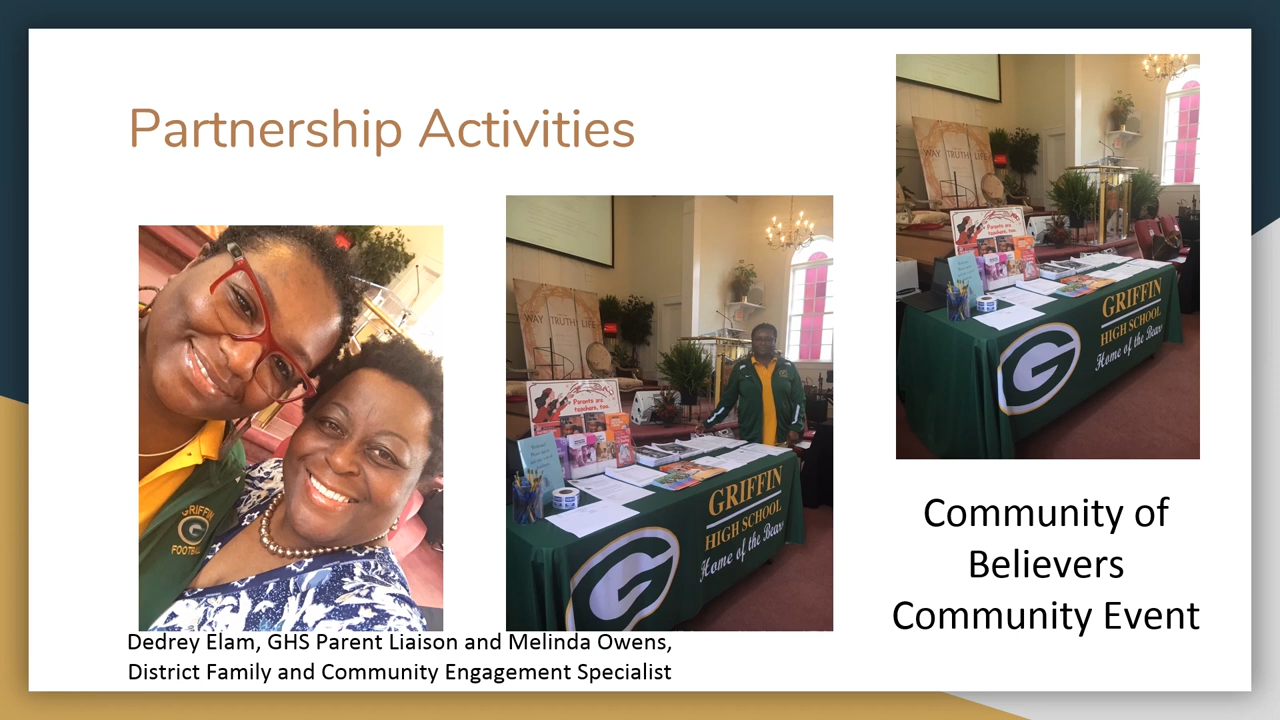 Partnership Activities
WAY TRUTH LIFE
Parents are
teachers, too.
GRIFFIN
HIGH SCHOOL
Home of the Bears
G
GRIFFIN
G
FOOTBALL
WAY TRUTH LIFE
Parents are
teachers, too.
GRIFFIN
HIGH SCHOOL
Home of the Bears
G
Community of
Believers
Community Event
Dedrey Elam, GHS Parent Liaison and Melinda Owens,
District Family and Community Engagement Specialist